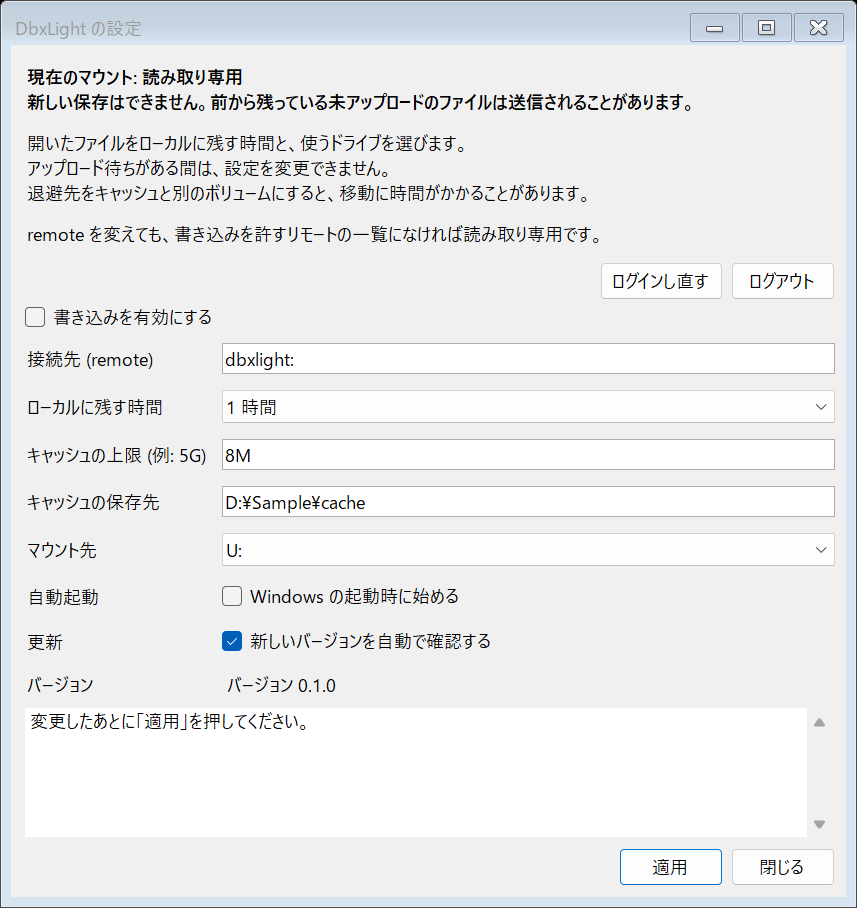 DbxLight の設定
現在のマウント: 読み取り専用
新しい保存はできません。前から残っている未アップロードのファイルは送信されることがあります。
開いたファイルをローカルに残す時間と、使うドライブを選びます。
アップロード待ちがある間は、設定を変更できません。
退避先をキャッシュと別のボリュームにすると、移動に時間がかかることがあります。
remote を変えても、書き込みを許すリモートの一覧になければ読み取り専用です。
ログインし直す ログアウト
書き込みを有効にする
接続先 (remote) dbxlight:
ローカルに残す時間 1 時間
キャッシュの上限 (例: 5G) 8M
キャッシュの保存先 D:¥Sample¥cache
マウント先 U:
自動起動 Windows の起動時に始める
更新 新しいバージョンを自動で確認する
バージョン バージョン 0.1.0
変更したあとに「適用」を押してください。
適用 閉じる